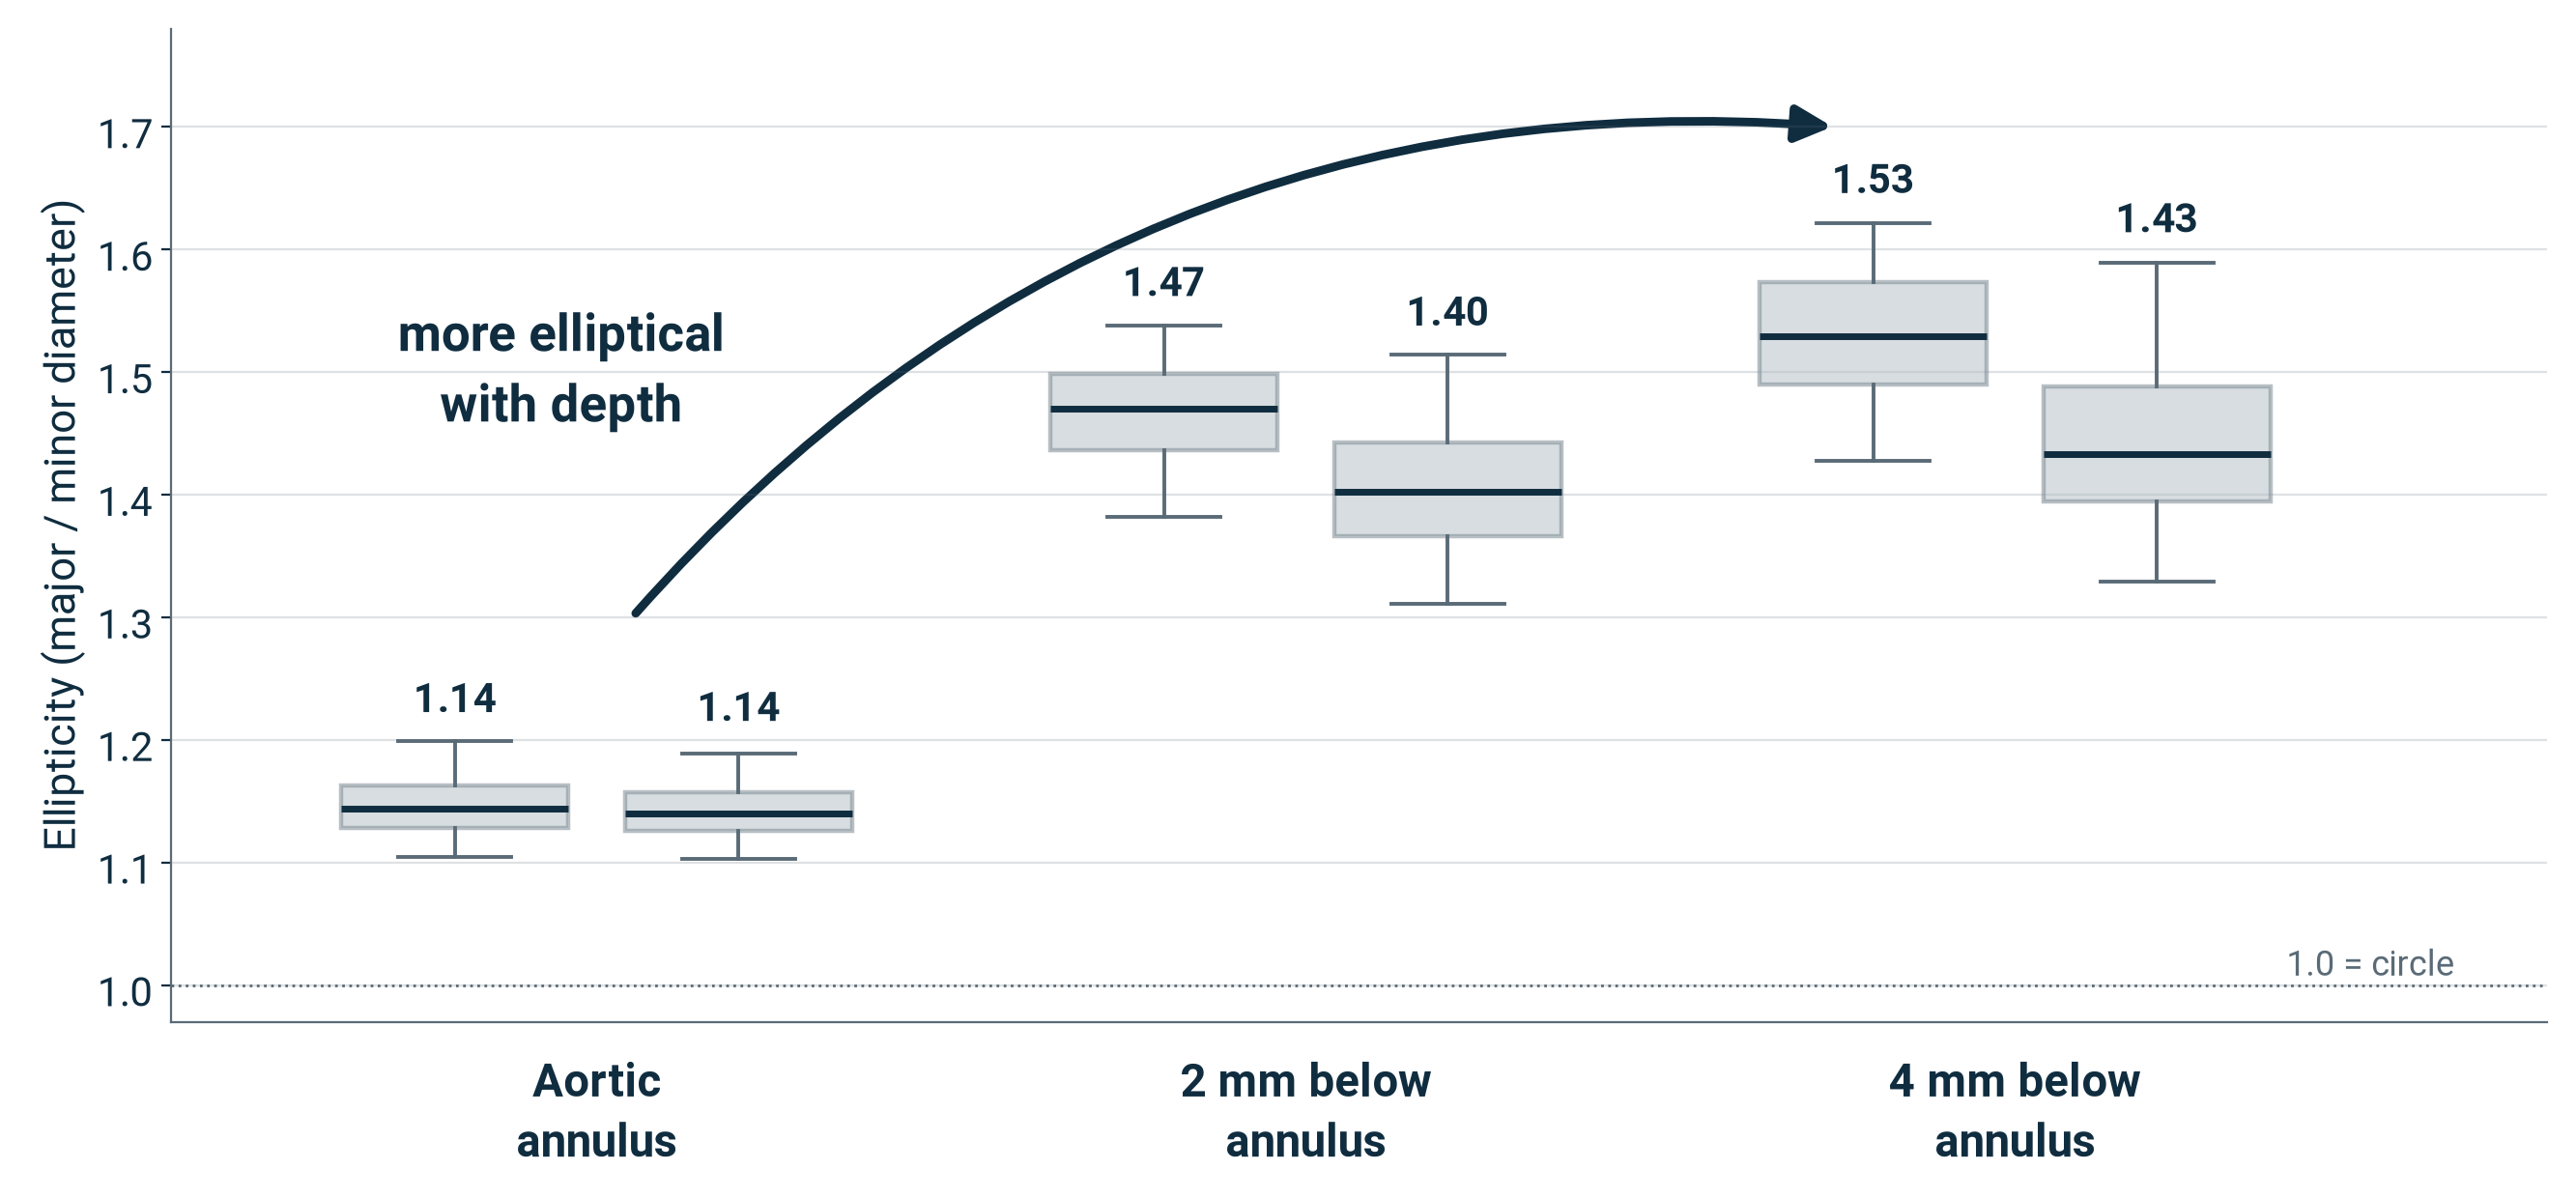 Ellipticity (major / minor diameter)
1.7
1.6
1.5
1.4
1.3
1.2
1.1
1.0
more elliptical
with depth
1.14
1.14
1.47
1.40
1.53
1.43
1.0 = circle
Aortic
annulus
2 mm below
annulus
4 mm below
annulus